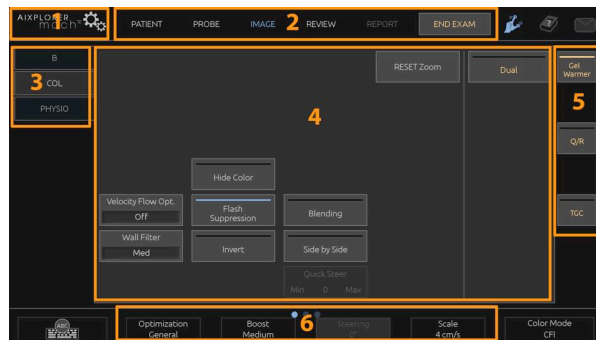 AIXPLORER
mach
1
PATIENT
PROBE
IMAGE
2
REVIEW
REPORT
END EXAM
B
3
COL
PHYSIO
RESET Zoom
Dual
Gel
Warmer
5
4
Q/R
Hide Color
Velocity Flow Opt.
Off
Flash
Suppression
Blending
TGC
Wall Filter
Med
Invert
Side by Side
Quick Steer
Min 0 Max
ABC
Optimization
General
Boost
Medium
6
Steering
0°
Scale
4 cm/s
Color Mode
CFI